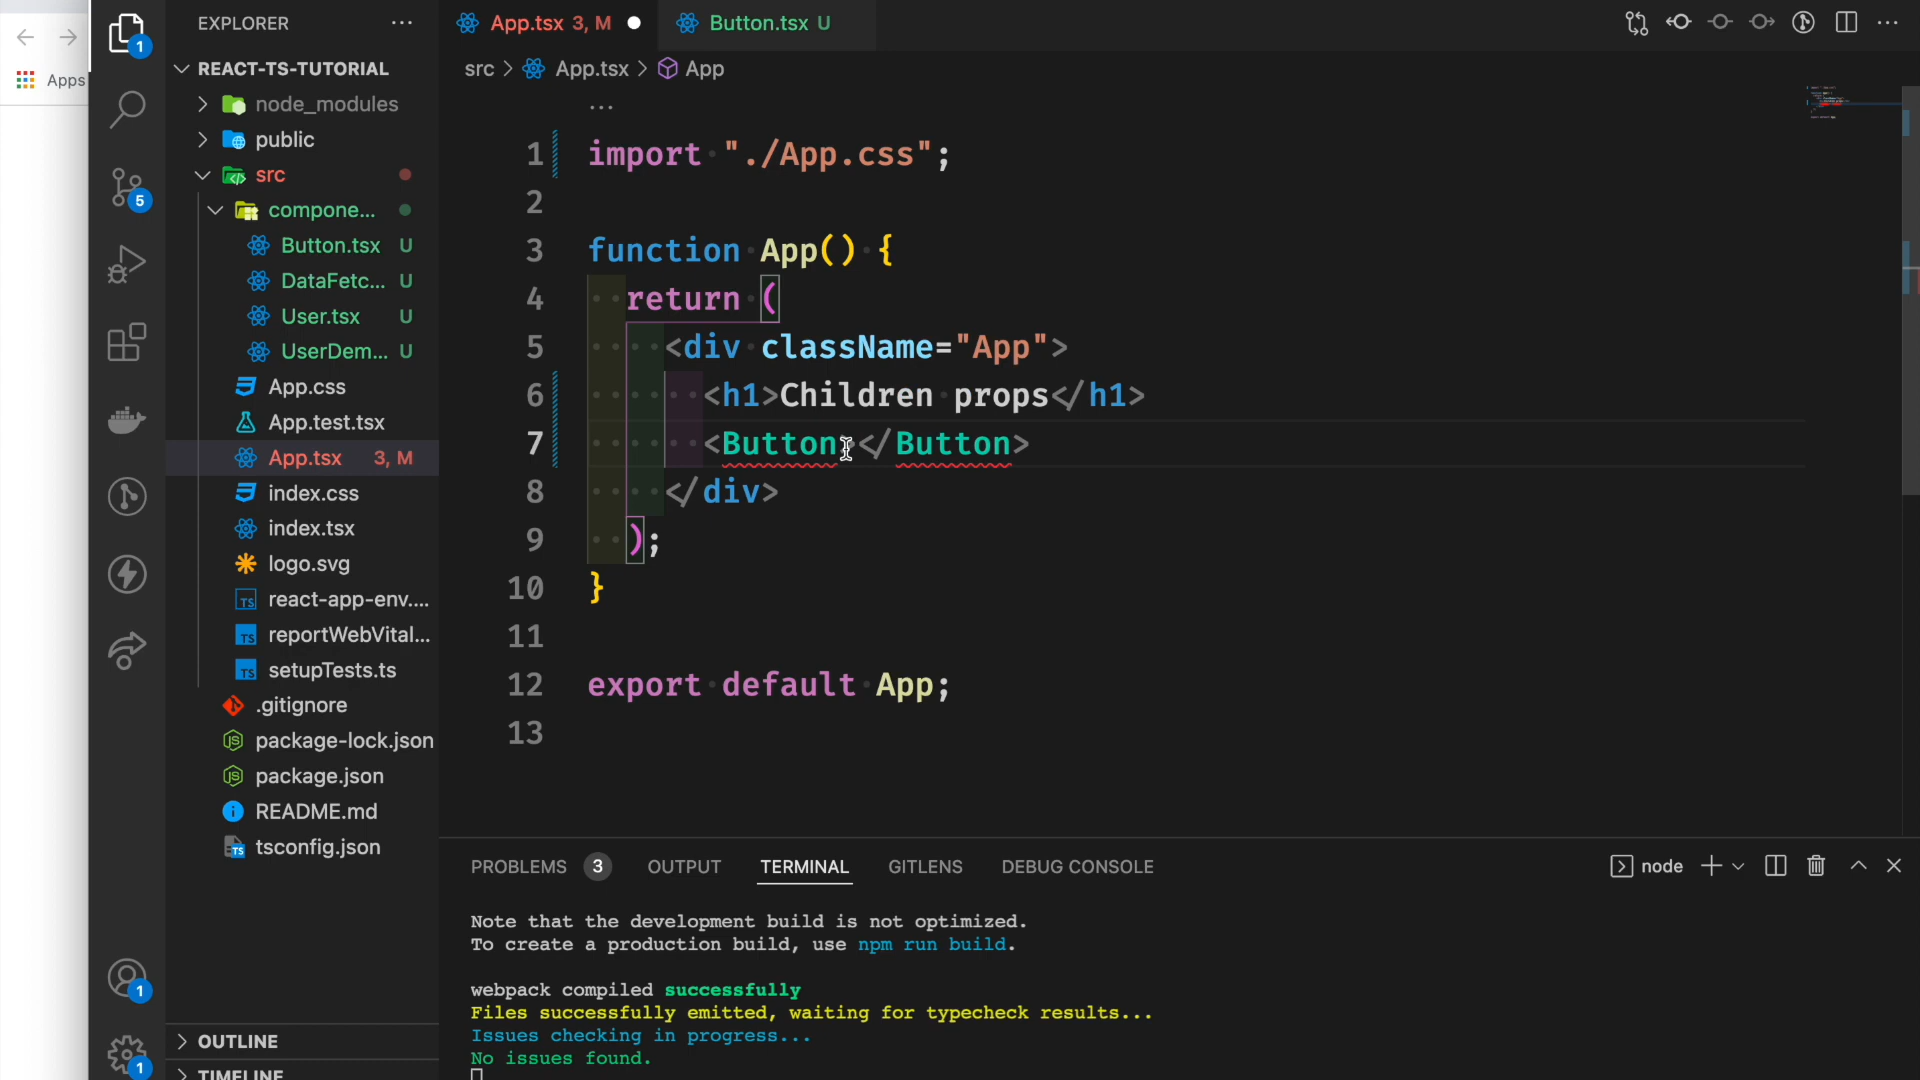 Apps
1
5
1
1
EXPLORER
REACT-TS-TUTORIAL
node_modules
public
src
compone...
Button.tsx U
DataFetc... U
User.tsx U
UserDem... U
App.css
App.test.tsx
App.tsx 3, M
index.css
index.tsx
logo.svg
react-app-env....
reportWebVital...
setupTests.ts
.gitignore
package-lock.json
package.json
README.md
tsconfig.json
OUTLINE
TIMELINE
App.tsx 3, M
Button.tsx U
src > App.tsx > App
...
1 import "./App.css";
2
3 function App() {
4 return (
5 <div className="App">
6 <h1>Children props</h1>
7 <Button></Button>
8 </div>
9 );
10 }
11
12 export default App;
13
PROBLEMS 3 OUTPUT TERMINAL GITLENS DEBUG CONSOLE
node
Note that the development build is not optimized.
To create a production build, use npm run build.
webpack compiled successfully
Files successfully emitted, waiting for typecheck results...
Issues checking in progress...
No issues found.